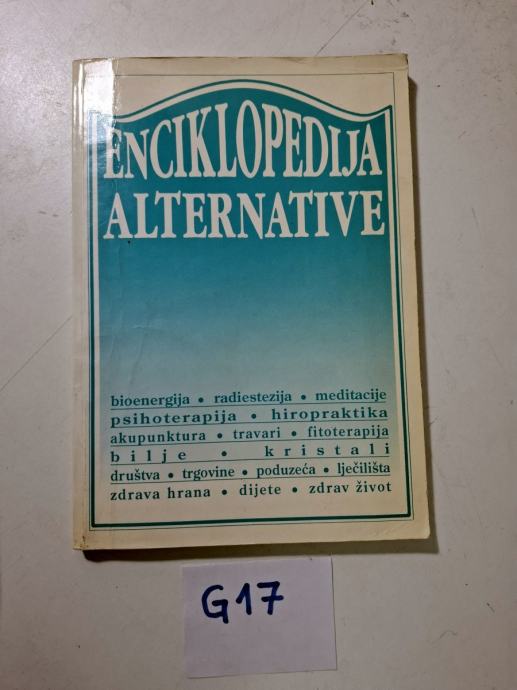 ENCIKLOPEDIJA
ALTERNATIVE
bioenergija • radiestezija • meditacije
psihoterapija • hiropraktika
akupunktura • travari • fitoterapija
bilje • kristali
društva • trgovine • poduzeća • lječilišta
zdrava hrana • dijete • zdrav život
G17